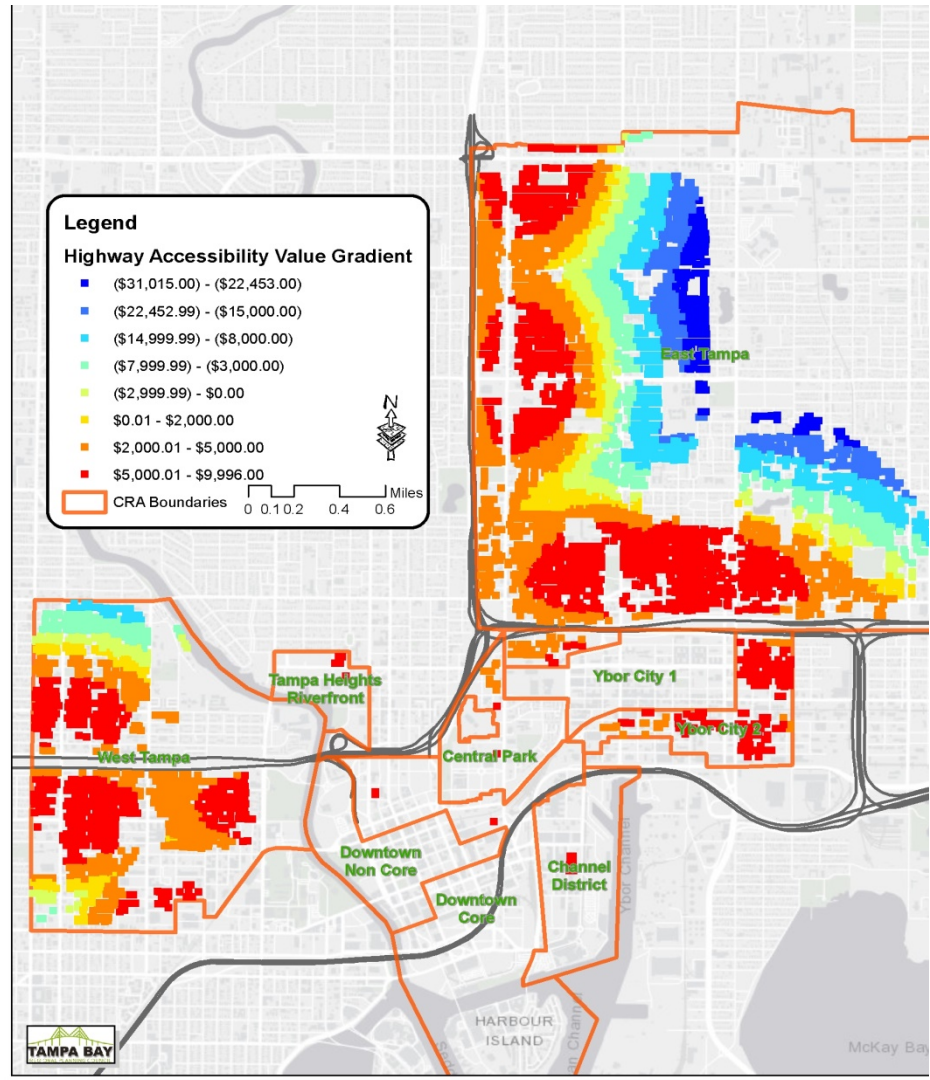 Legend
Highway Accessibility Value Gradient
($31,015.00) - ($22,453.00)
($22,452.99) - ($15,000.00)
($14,999.99) - ($8,000.00)
($7,999.99) - ($3,000.00)
($2,999.99) - $0.00
$0.01 - $2,000.00
$2,000.01 - $5,000.00
$5,000.01 - $9,996.00
CRA Boundaries
N
Miles
0 0.1 0.2 0.4 0.6
East Tampa
Tampa Heights
Riverfront
Ybor City 1
Ybor City 2
West Tampa
Central Park
Downtown
Non Core
Channel
District
Downtown
Core
Ybor Channel
HARBOUR
ISLAND
Channel
McKay Bay
TAMPA BAY